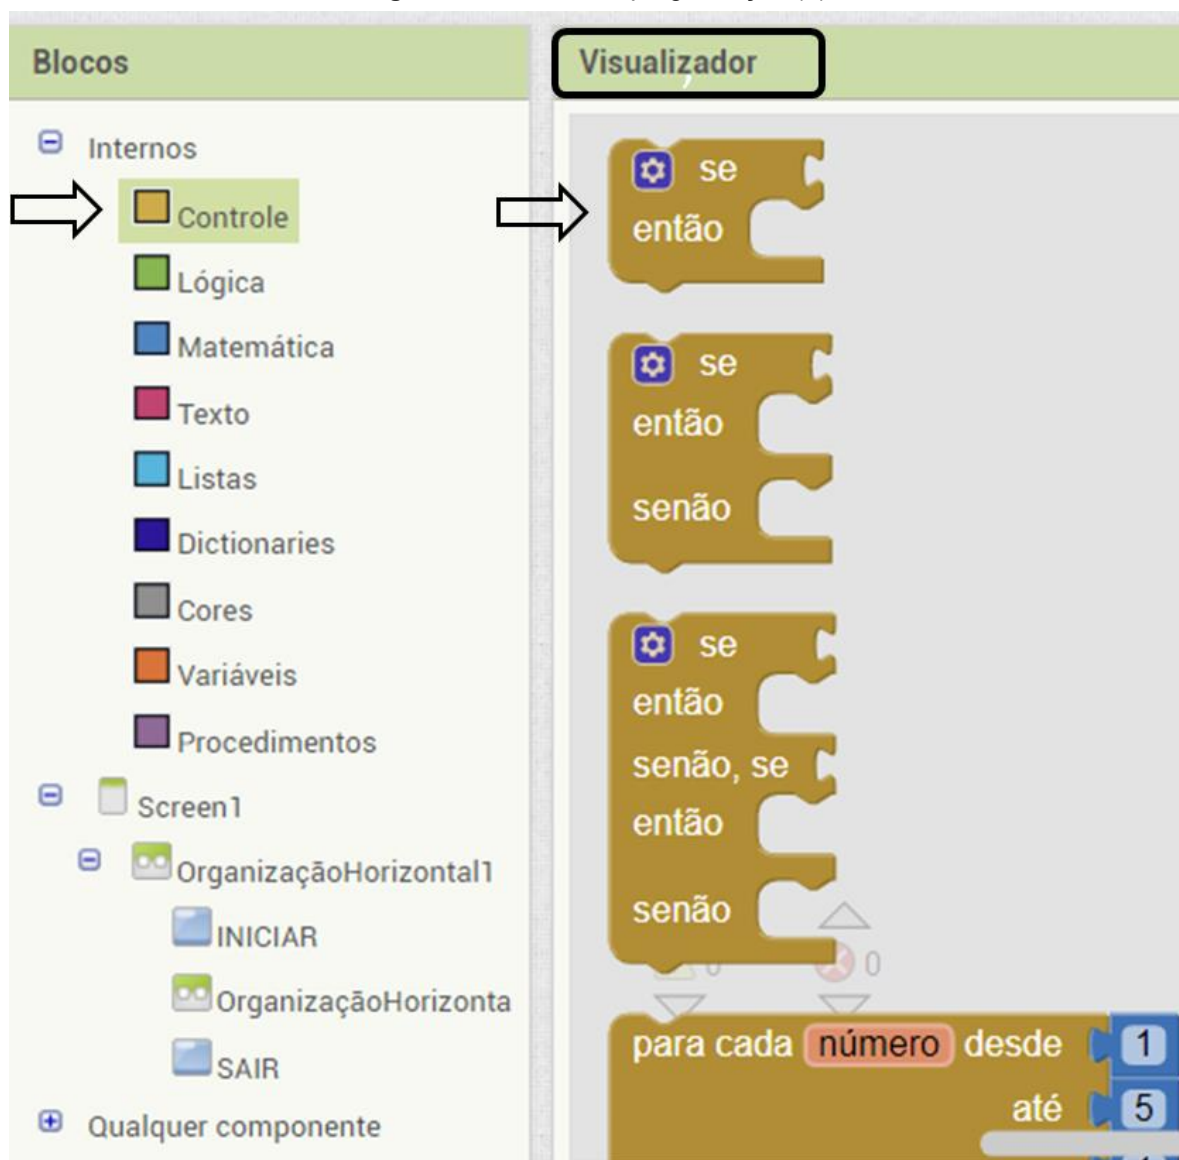 Blocos
Internos
Controle
Lógica
Matemática
Texto
Listas
Dictionaries
Cores
Variáveis
Procedimentos
Screen1
OrganizaçãoHorizontal1
INICIAR
OrganizaçãoHorizonta
SAIR
Qualquer componente
Visualizador
se
então
se
então
senão
se
então
senão, se
então
senão
0 0
para cada número desde 1
até 5